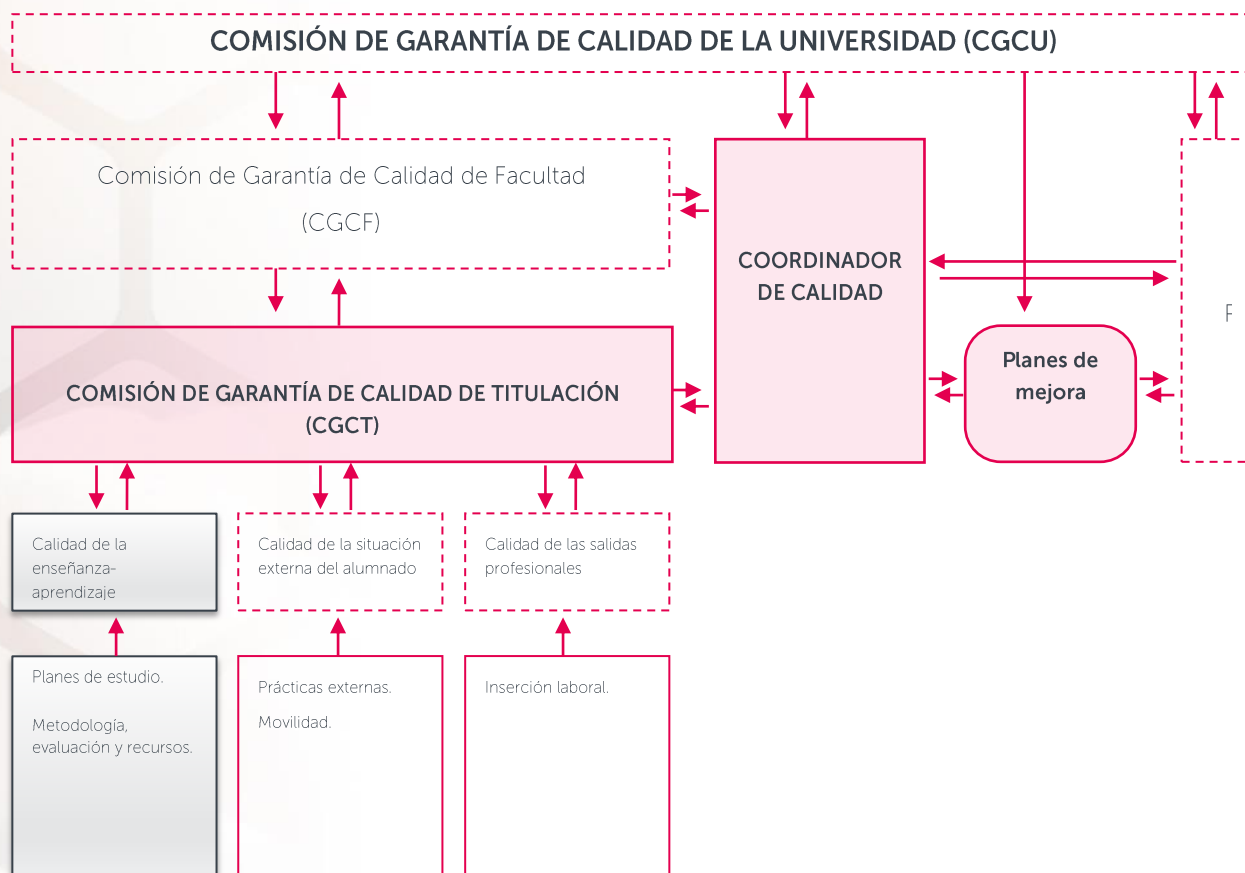 COMISIÓN DE GARANTÍA DE CALIDAD DE LA UNIVERSIDAD (CGCU)
Comisión de Garantía de Calidad de Facultad
(CGCF)
COORDINADOR
DE CALIDAD
Planes de
mejora
COMISIÓN DE GARANTÍA DE CALIDAD DE TITULACIÓN
(CGCT)
Calidad de la
enseñanza-
aprendizaje
Calidad de la situación
externa del alumnado
Calidad de las salidas
profesionales
Planes de estudio.
Metodología,
evaluación y recursos.
Prácticas externas.
Movilidad.
Inserción laboral.